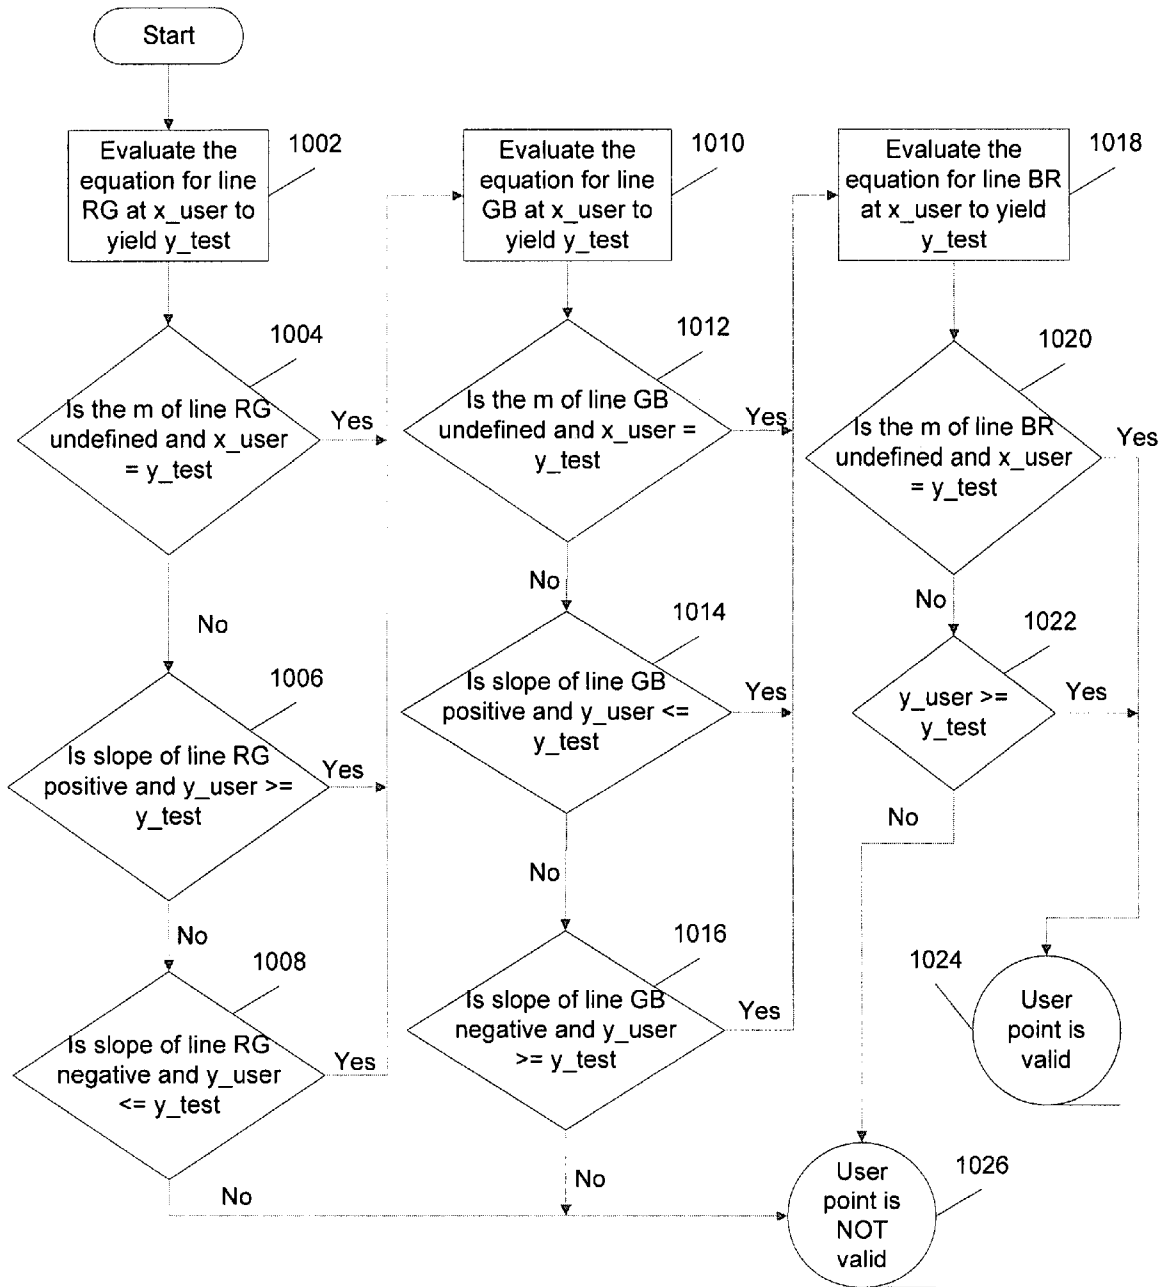 Start
Evaluate the
equation for line
RG at x_user to
yield y_test
1002
Is the m of line RG
undefined and x_user
= y_test
1004
Yes
No
Is slope of line RG
positive and y_user >=
y_test
1006
Yes
No
Is slope of line RG
negative and y_user
<= y_test
1008
Yes
No
Evaluate the
equation for line
GB at x_user to
yield y_test
1010
Is the m of line GB
undefined and x_user =
y_test
1012
Yes
No
Is slope of line GB
positive and y_user <=
y_test
1014
Yes
No
Is slope of line GB
negative and y_user
>= y_test
1016
Yes
No
Evaluate the
equation for line BR
at x_user to yield
y_test
1018
Is the m of line BR
undefined and x_user
= y_test
1020
Yes
No
y_user >=
y_test
1022
Yes
No
User
point is
valid
1024
User
point is
NOT
valid
1026